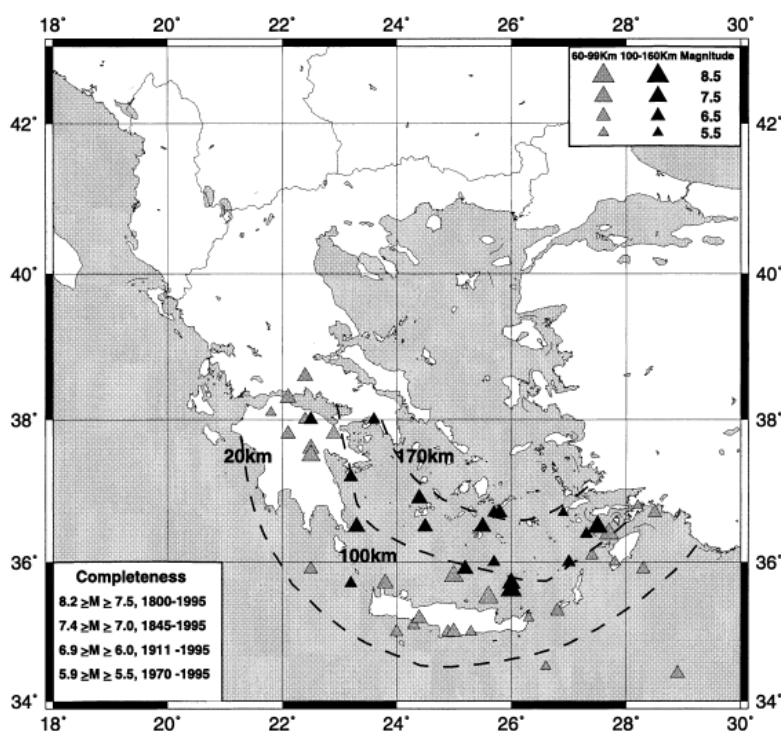 18° 20° 22° 24° 26° 28° 30°
60-99Km 100-160Km Magnitude
8.5
7.5
6.5
5.5
42° 42°
40° 40°
38° 38°
20km 170km
100km
36° 36°
Completeness
8.2 ≥M ≥ 7.5, 1800-1995
7.4 ≥M ≥ 7.0, 1845-1995
6.9 ≥M ≥ 6.0, 1911 -1995
5.9 ≥M ≥ 5.5, 1970 -1995
34° 34°
18° 20° 22° 24° 26° 28° 30°